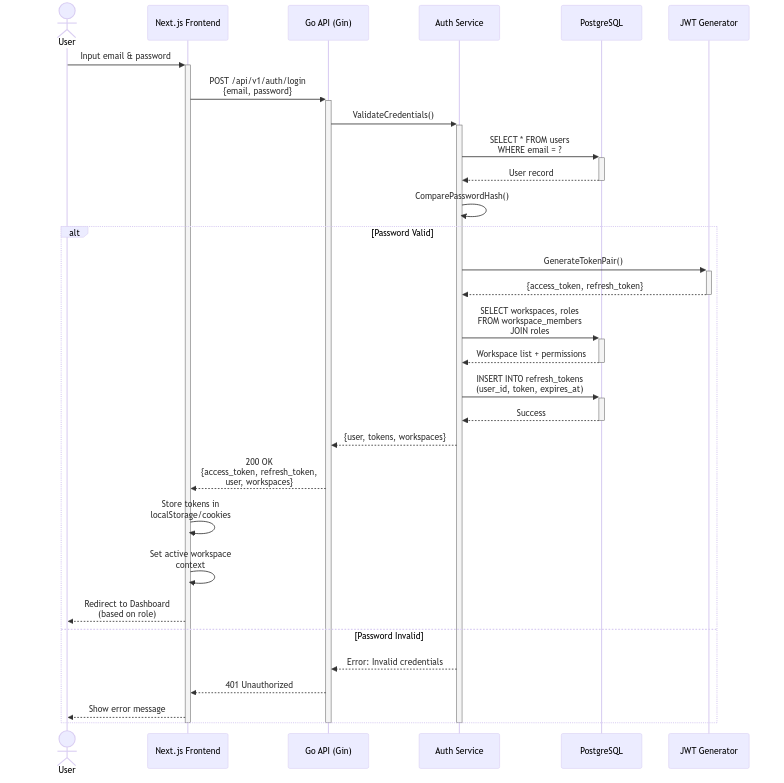 User
Next.js Frontend
Go API (Gin)
Auth Service
PostgreSQL
JWT Generator
Input email & password
POST /api/v1/auth/login
{email, password}
ValidateCredentials()
SELECT * FROM users
WHERE email = ?
User record
ComparePasswordHash()
alt
[Password Valid]
GenerateTokenPair()
{access_token, refresh_token}
SELECT workspaces, roles
FROM workspace_members
JOIN roles
Workspace list + permissions
INSERT INTO refresh_tokens
(user_id, token, expires_at)
Success
{user, tokens, workspaces}
200 OK
{access_token, refresh_token,
user, workspaces}
Store tokens in
localStorage/cookies
Set active workspace
context
Redirect to Dashboard
(based on role)
[Password Invalid]
Error: Invalid credentials
401 Unauthorized
Show error message
User
Next.js Frontend
Go API (Gin)
Auth Service
PostgreSQL
JWT Generator